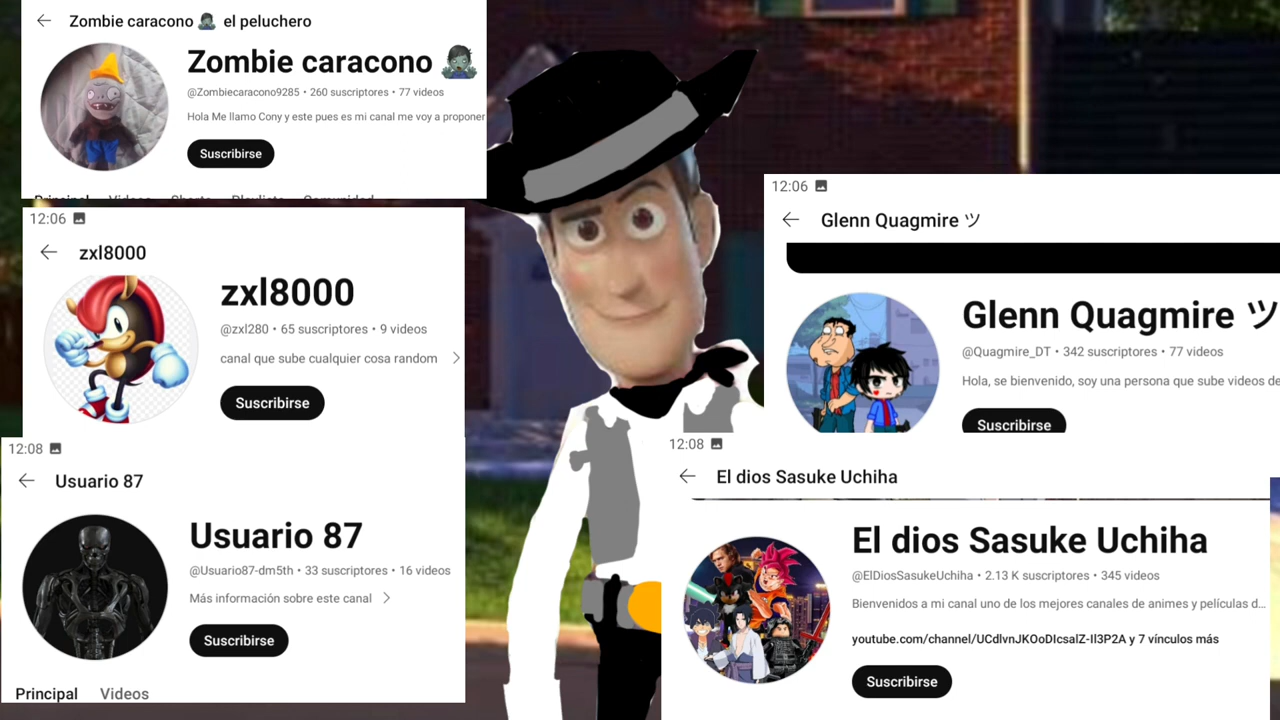 Zombie caracono 🧟‍♂️ el peluchero
Zombie caracono 🧟‍♂️
@Zombiecaracono9285 • 260 suscriptores • 77 videos
Hola Me llamo Cony y este pues es mi canal me voy a proponer
Suscribirse
Principal Videos Shorts Playlists Comunidad
12:06
zxl8000
zxl8000
@zxl280 • 65 suscriptores • 9 videos
canal que sube cualquier cosa random
Suscribirse
12:08
Usuario 87
Usuario 87
@Usuario87-dm5th • 33 suscriptores • 16 videos
Más información sobre este canal
Suscribirse
Principal Videos
12:06
Glenn Quagmire ツ
Glenn Quagmire ツ
@Quagmire_DT • 342 suscriptores • 77 videos
Hola, se bienvenido, soy una persona que sube videos de
Suscribirse
12:08
El dios Sasuke Uchiha
El dios Sasuke Uchiha
@ElDiosSasukeUchiha • 2.13 K suscriptores • 345 videos
Bienvenidos a mi canal uno de los mejores canales de animes y películas d...
youtube.com/channel/UCdlvnJKOoDIcsalZ-Il3P2A y 7 vínculos más
Suscribirse